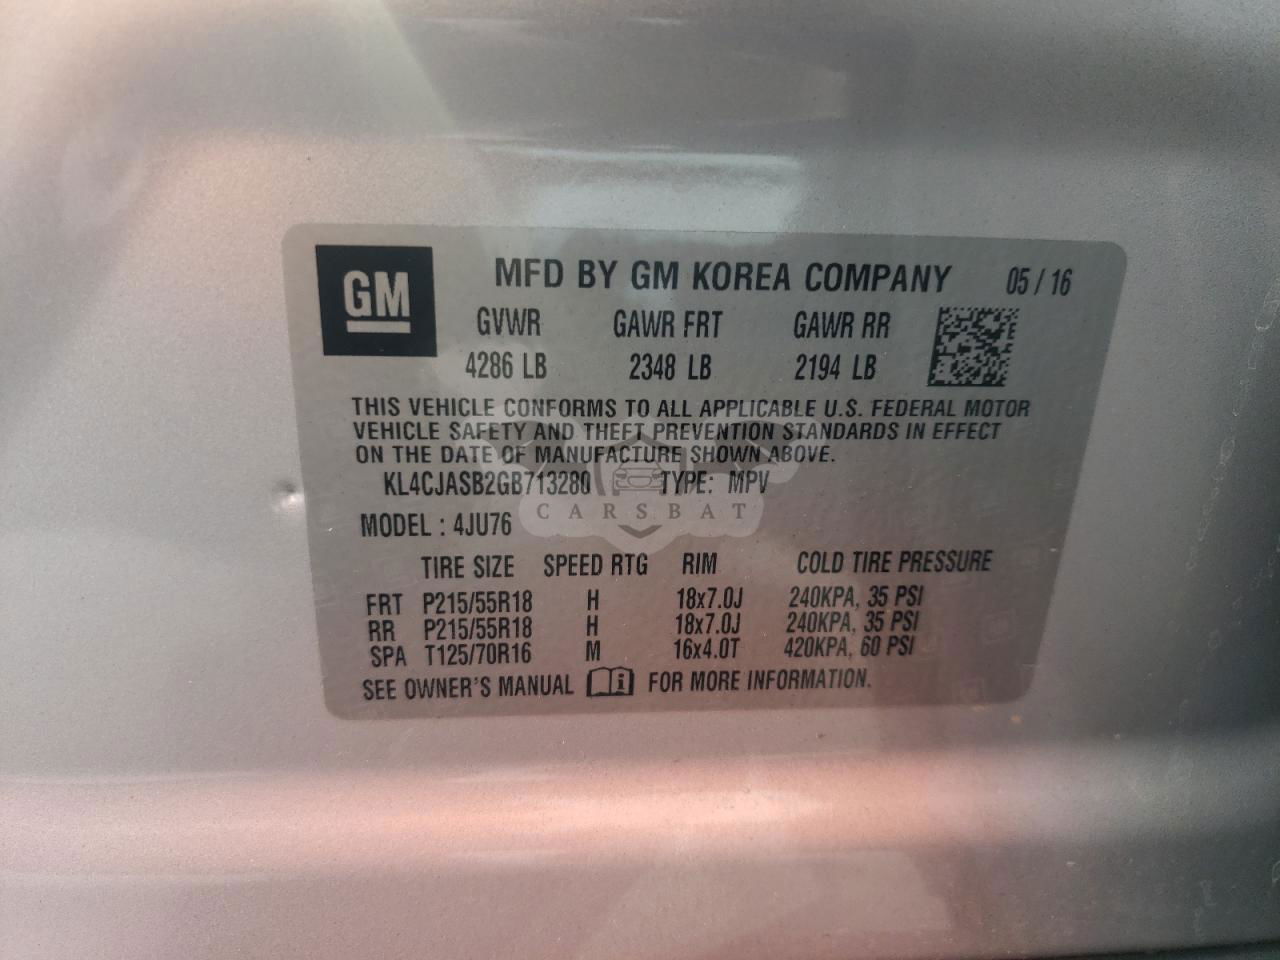 GM
MFD BY GM KOREA COMPANY 05/16
GVWR GAWR FRT GAWR RR
4286 LB 2348 LB 2194 LB
THIS VEHICLE CONFORMS TO ALL APPLICABLE U.S. FEDERAL MOTOR
VEHICLE SAFETY AND THEFT PREVENTION STANDARDS IN EFFECT
ON THE DATE OF MANUFACTURE SHOWN ABOVE.
KL4CJASB2GB713280 TYPE: MPV
CARSBAT
MODEL : 4JU76
TIRE SIZE SPEED RTG RIM COLD TIRE PRESSURE
FRT P215/55R18 H 18x7.0J 240KPA, 35 PSI
RR P215/55R18 H 18x7.0J 240KPA, 35 PSI
SPA T125/70R16 M 16x4.0T 420KPA, 60 PSI
SEE OWNER'S MANUAL i FOR MORE INFORMATION.